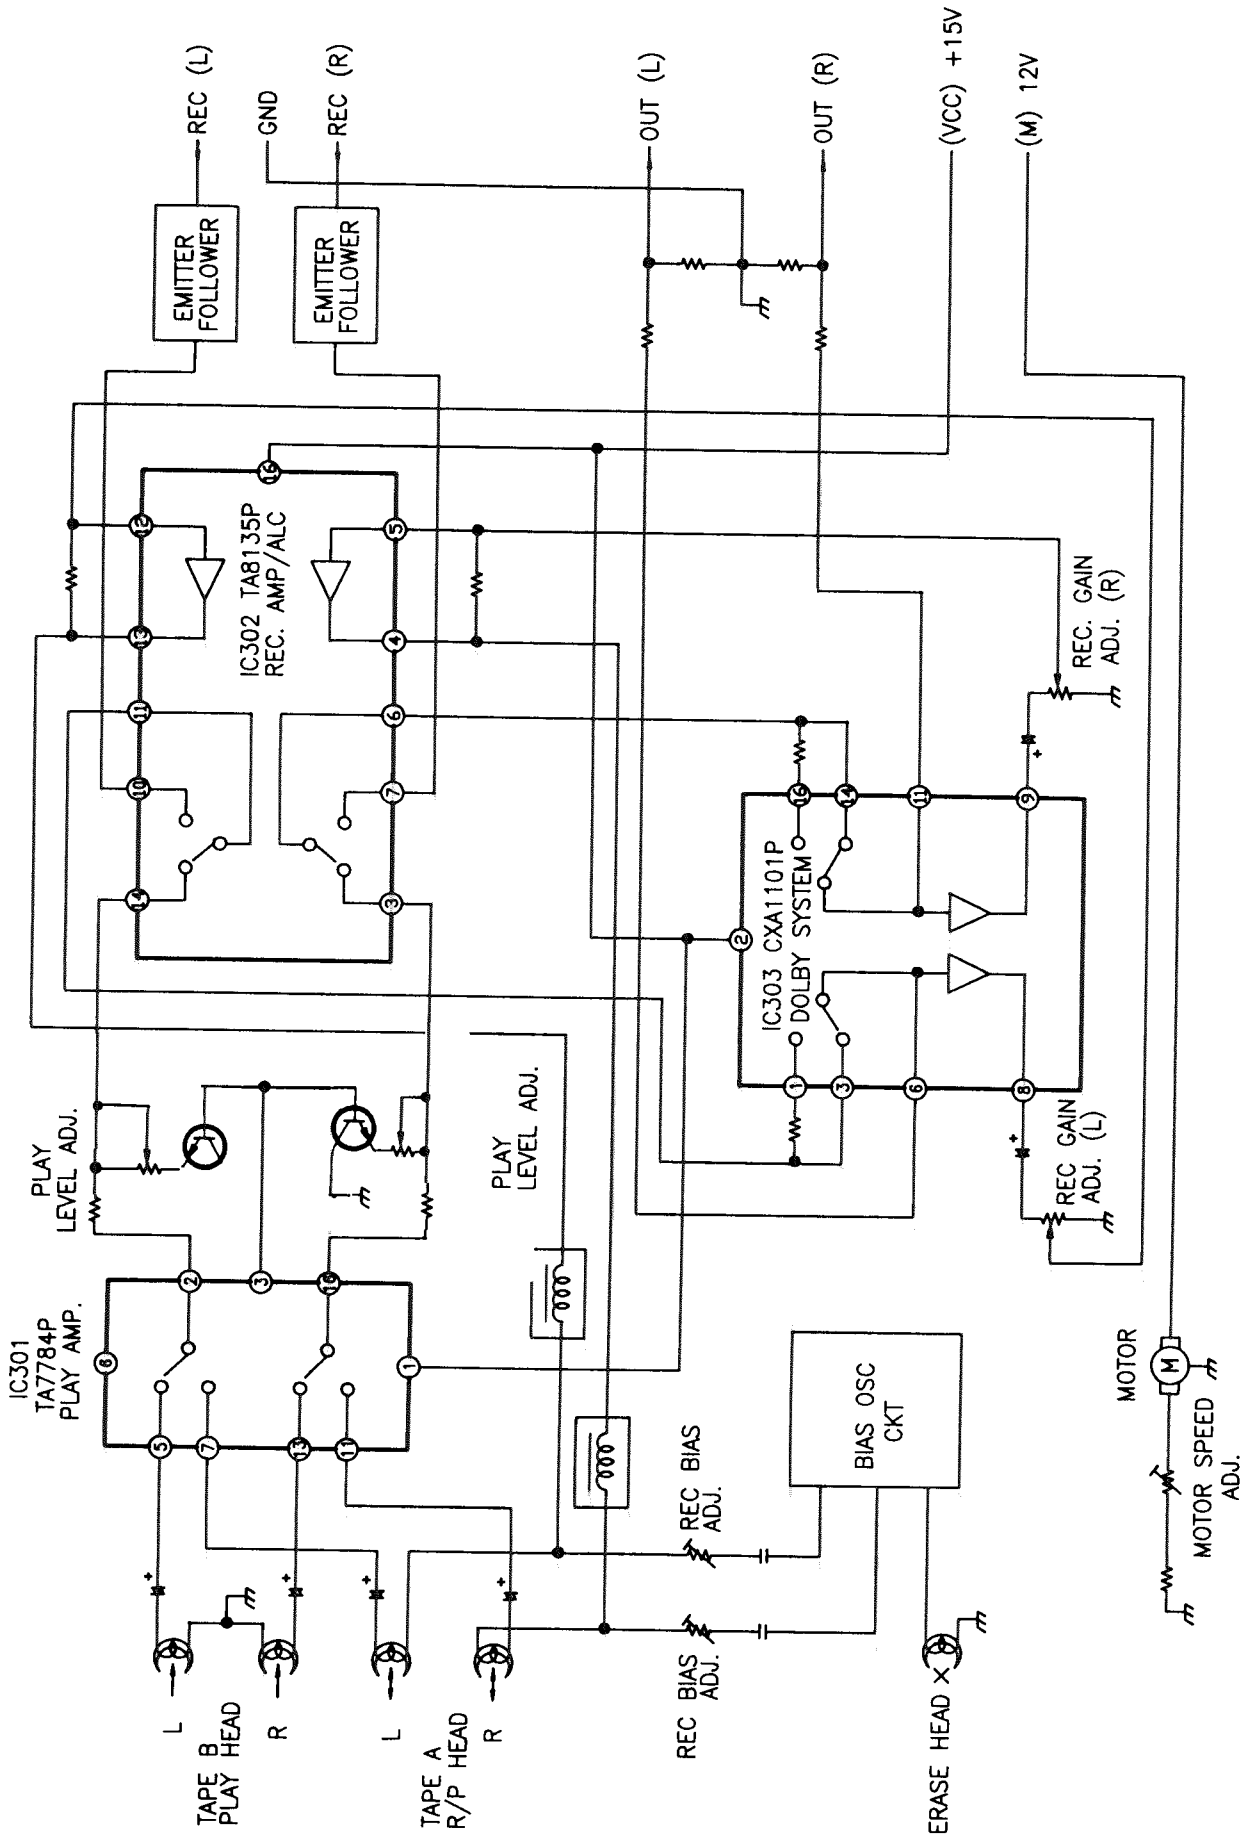 TAPE B
PLAY HEAD
L
R
TAPE A
R/P HEAD
L
R
REC BIAS
ADJ.
REC BIAS
ADJ.
ERASE HEAD
+
+
+
+
IC301
TA7784P
PLAY AMP.
5
7
13
11
6
1
2
3
16
PLAY
LEVEL ADJ.
PLAY
LEVEL ADJ.
BIAS OSC
CKT
MOTOR
M
MOTOR SPEED
ADJ.
IC302 TA8135P
REC. AMP/ALC
14
10
11
13
12
16
3
7
6
4
5
IC303 CXA1101P
DOLBY SYSTEM
1
3
6
8
2
16
14
11
9
+
REC GAIN
ADJ. (L)
+
REC. GAIN
ADJ. (R)
EMITTER
FOLLOWER
EMITTER
FOLLOWER
REC (L)
GND
REC (R)
OUT (L)
OUT (R)
(VCC) +15V
(M) 12V